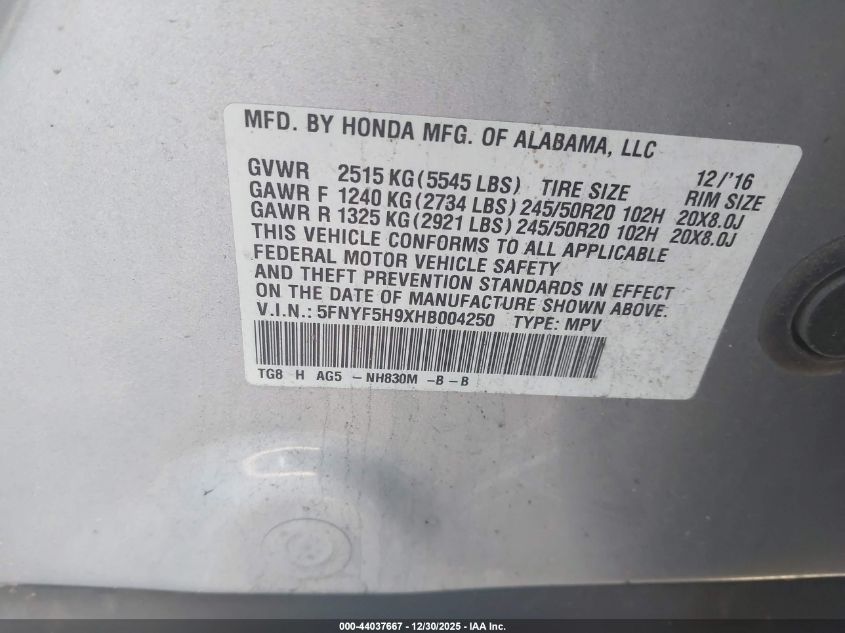 MFD. BY HONDA MFG. OF ALABAMA, LLC
GVWR 2515 KG (5545 LBS) TIRE SIZE 12/'16 RIM SIZE
GAWR F 1240 KG (2734 LBS) 245/50R20 102H 20X8.0J
GAWR R 1325 KG (2921 LBS) 245/50R20 102H 20X8.0J
THIS VEHICLE CONFORMS TO ALL APPLICABLE
FEDERAL MOTOR VEHICLE SAFETY
AND THEFT PREVENTION STANDARDS IN EFFECT
ON THE DATE OF MANUFACTURE SHOWN ABOVE.
V.I.N.: 5FNYF5H9XHB004250 TYPE: MPV
TG8 H AG5 -NH830M -B-B
000-44037667 - 12/30/2025 - IAA Inc.